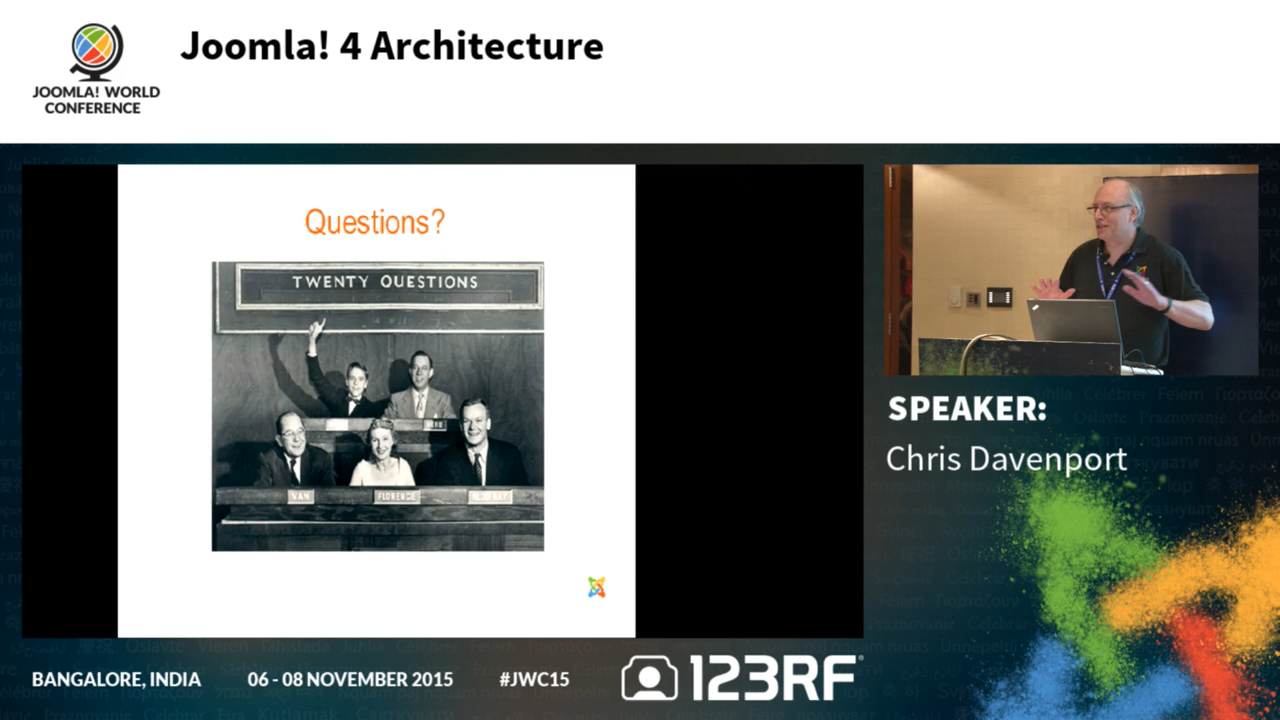 Joomla! 4 Architecture
JOOMLA! WORLD
CONFERENCE
Questions?
TWENTY QUESTIONS
VAN
FLORENCE
SPEAKER:
Chris Davenport
BANGALORE, INDIA
06 - 08 NOVEMBER 2015
#JWC15
123RF